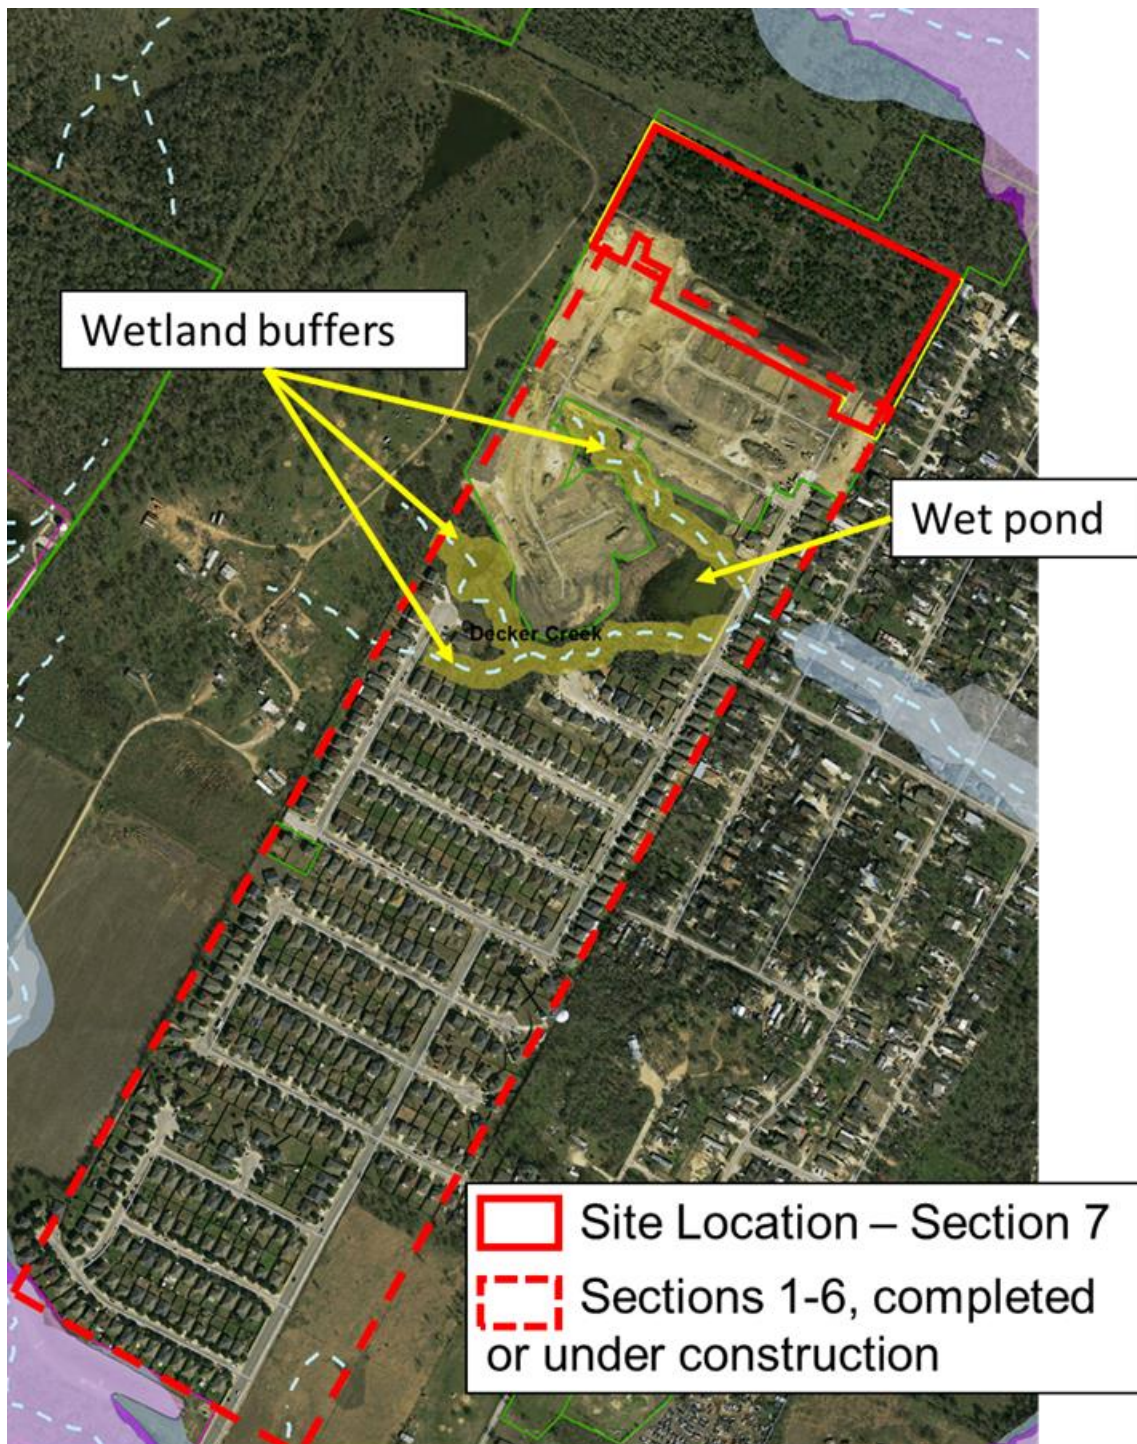 Wetland buffers
Wet pond
Decker Creek
Site Location – Section 7
Sections 1-6, completed
or under construction